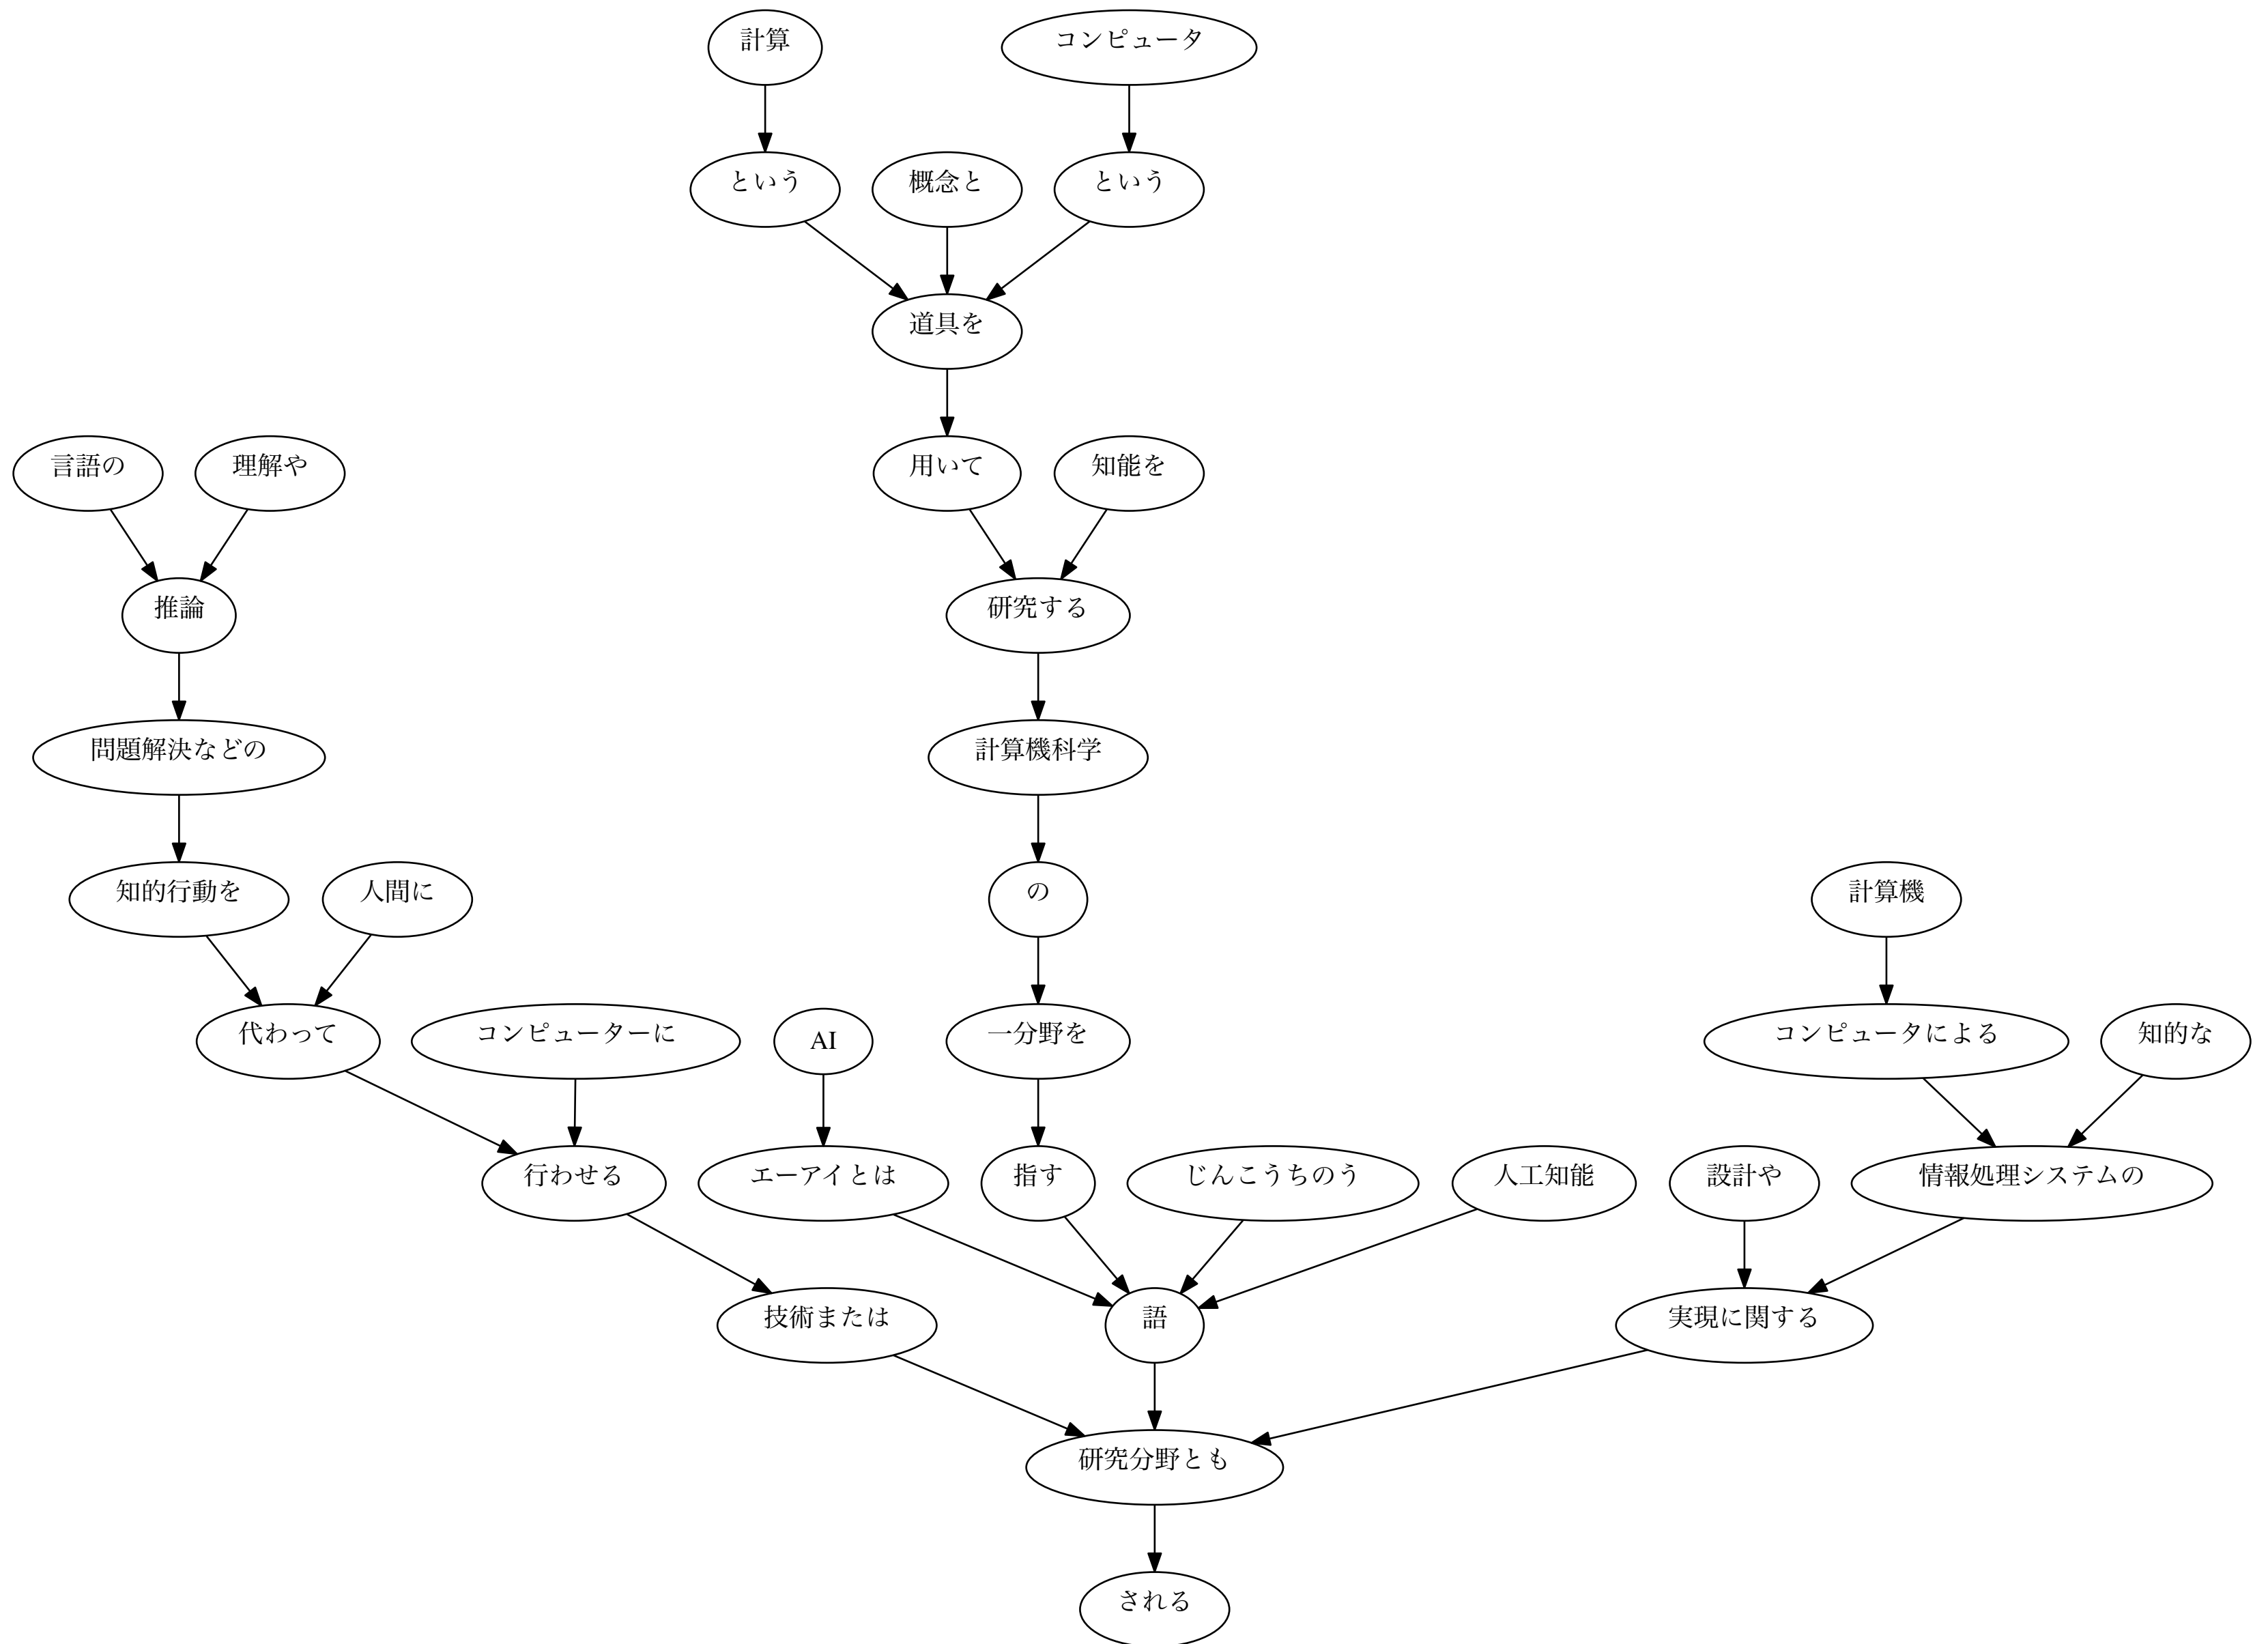 計算
コンピュータ
という
概念と
という
道具を
言語の
理解や
用いて
知能を
推論
研究する
問題解決などの
計算機科学
知的行動を
人間に
の
計算機
代わって
コンピューターに
AI
一分野を
コンピュータによる
知的な
行わせる
エーアイとは
指す
じんこうちのう
人工知能
設計や
情報処理システムの
技術または
語
実現に関する
研究分野とも
される